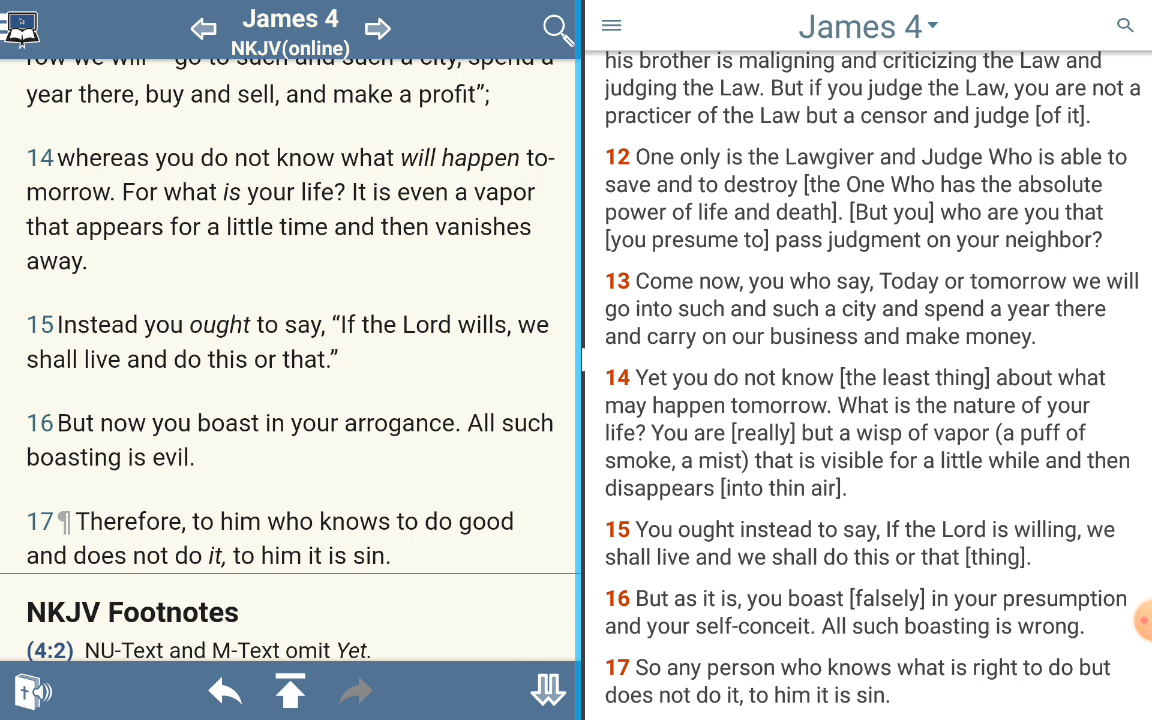 James 4
NKJV(online)
row we will “go to such and such a city, spend a
year there, buy and sell, and make a profit”;
14 whereas you do not know what will happen to-
morrow. For what is your life? It is even a vapor
that appears for a little time and then vanishes
away.
15 Instead you ought to say, “If the Lord wills, we
shall live and do this or that.”
16 But now you boast in your arrogance. All such
boasting is evil.
17 ¶ Therefore, to him who knows to do good
and does not do it, to him it is sin.
NKJV Footnotes
(4:2) NU-Text and M-Text omit Yet.
James 4
his brother is maligning and criticizing the Law and
judging the Law. But if you judge the Law, you are not a
practicer of the Law but a censor and judge [of it].
12 One only is the Lawgiver and Judge Who is able to
save and to destroy [the One Who has the absolute
power of life and death]. [But you] who are you that
[you presume to] pass judgment on your neighbor?
13 Come now, you who say, Today or tomorrow we will
go into such and such a city and spend a year there
and carry on our business and make money.
14 Yet you do not know [the least thing] about what
may happen tomorrow. What is the nature of your
life? You are [really] but a wisp of vapor (a puff of
smoke, a mist) that is visible for a little while and then
disappears [into thin air].
15 You ought instead to say, If the Lord is willing, we
shall live and we shall do this or that [thing].
16 But as it is, you boast [falsely] in your presumption
and your self-conceit. All such boasting is wrong.
17 So any person who knows what is right to do but
does not do it, to him it is sin.